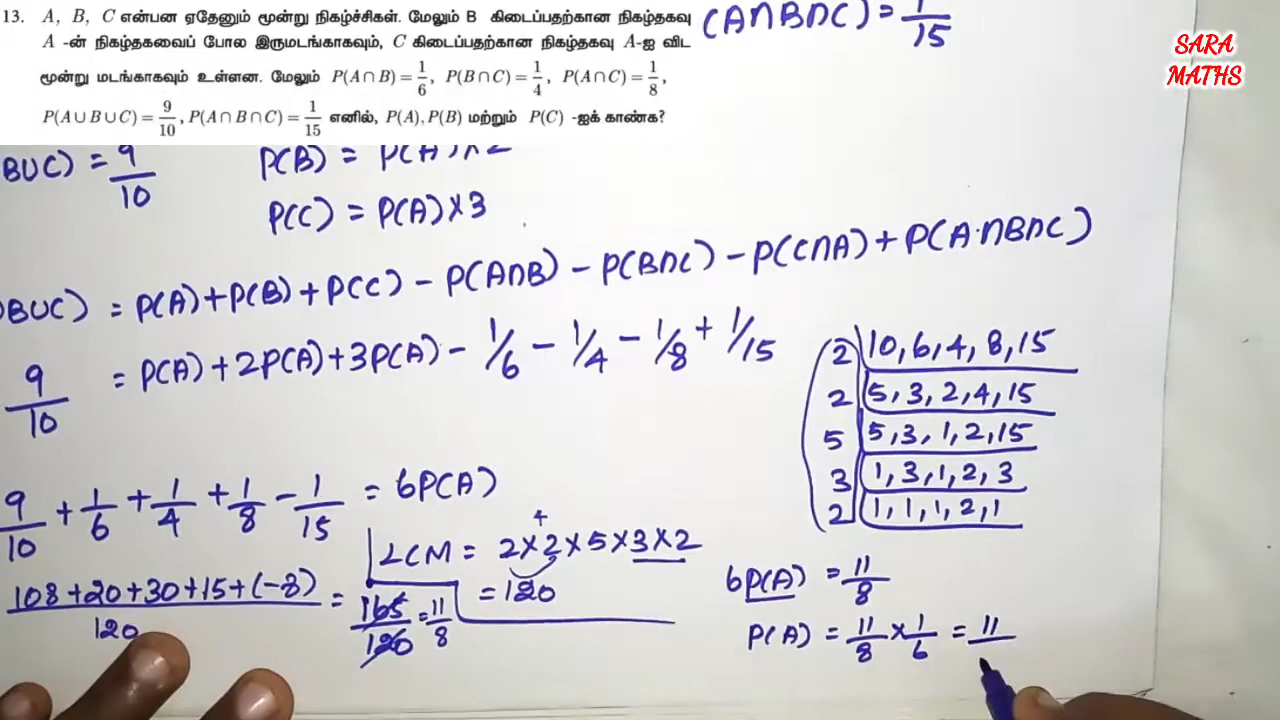 13. A, B, C என்பன ஏதேனும் மூன்று நிகழ்ச்சிகள். மேலும் B கிடைப்பதற்கான நிகழ்தகவு
A -ன் நிகழ்தகவைப் போல இருமடங்காகவும், C கிடைப்பதற்கான நிகழ்தகவு A-ஐ விட
மூன்று மடங்காகவும் உள்ளன. மேலும் P(A∩B) = 1/6, P(B∩C) = 1/4, P(A∩C) = 1/8,
P(A∪B∪C) = 9/10, P(A∩B∩C) = 1/15 எனில், P(A), P(B) மற்றும் P(C) -ஐக் காண்க?
(A∩B∩C) = 1/15
SARA
MATHS
BUC) = 9/10
P(B) = P(A)×2
P(C) = P(A)×3
BUC) = P(A)+P(B)+P(C) - P(A∩B) - P(B∩C) - P(C∩A) + P(A∩B∩C)
9/10 = P(A)+2P(A)+3P(A) - 1/6 - 1/4 - 1/8 + 1/15
9/10 + 1/6 + 1/4 + 1/8 - 1/15 = 6P(A)
108+20+30+15+(-8) / 120 = 165/120 = 11/8
2 | 10, 6, 4, 8, 15
2 | 5, 3, 2, 4, 15
5 | 5, 3, 1, 2, 15
3 | 1, 3, 1, 2, 3
2 | 1, 1, 1, 2, 1
4
LCM = 2×2×5×3×2
= 120
6P(A) = 11/8
P(A) = 11/8 × 1/6 = 11